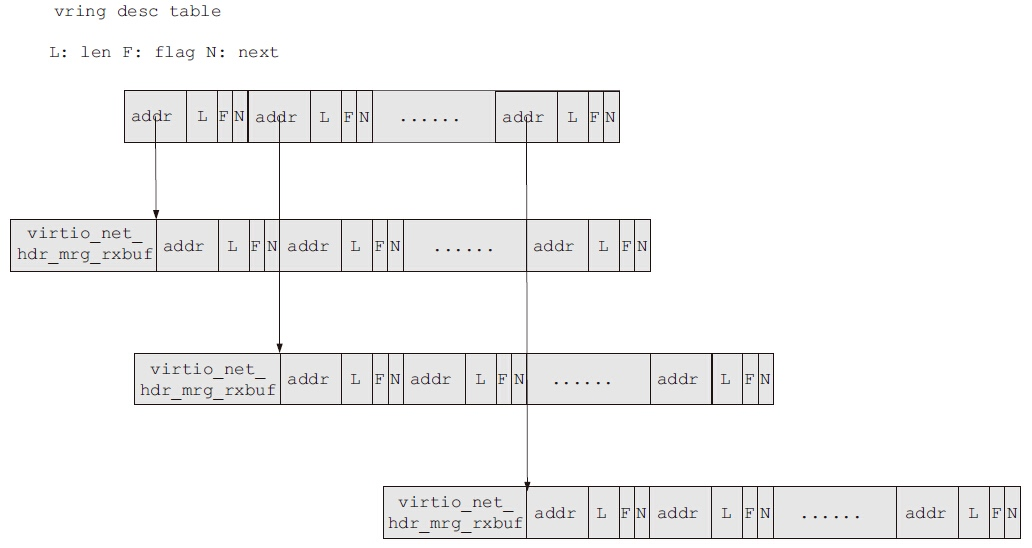 vring desc table
L: len F: flag N: next
addr L F N addr L F N ...... addr L F N
virtio_net_
hdr_mrg_rxbuf addr L F N addr L F N ...... addr L F N
virtio_net_
hdr_mrg_rxbuf addr L F N addr L F N ...... addr L F N
virtio_net_
hdr_mrg_rxbuf addr L F N addr L F N ...... addr L F N